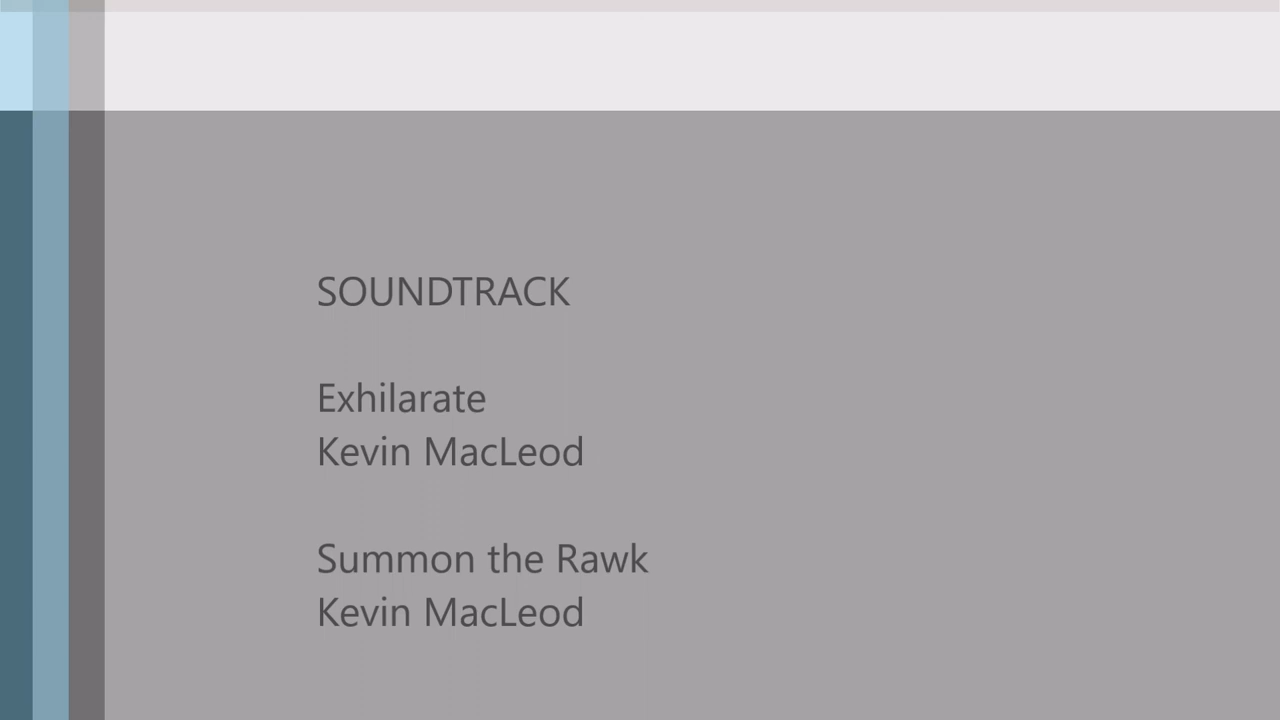 SOUNDTRACK
Exhilarate
Kevin MacLeod
Summon the Rawk
Kevin MacLeod